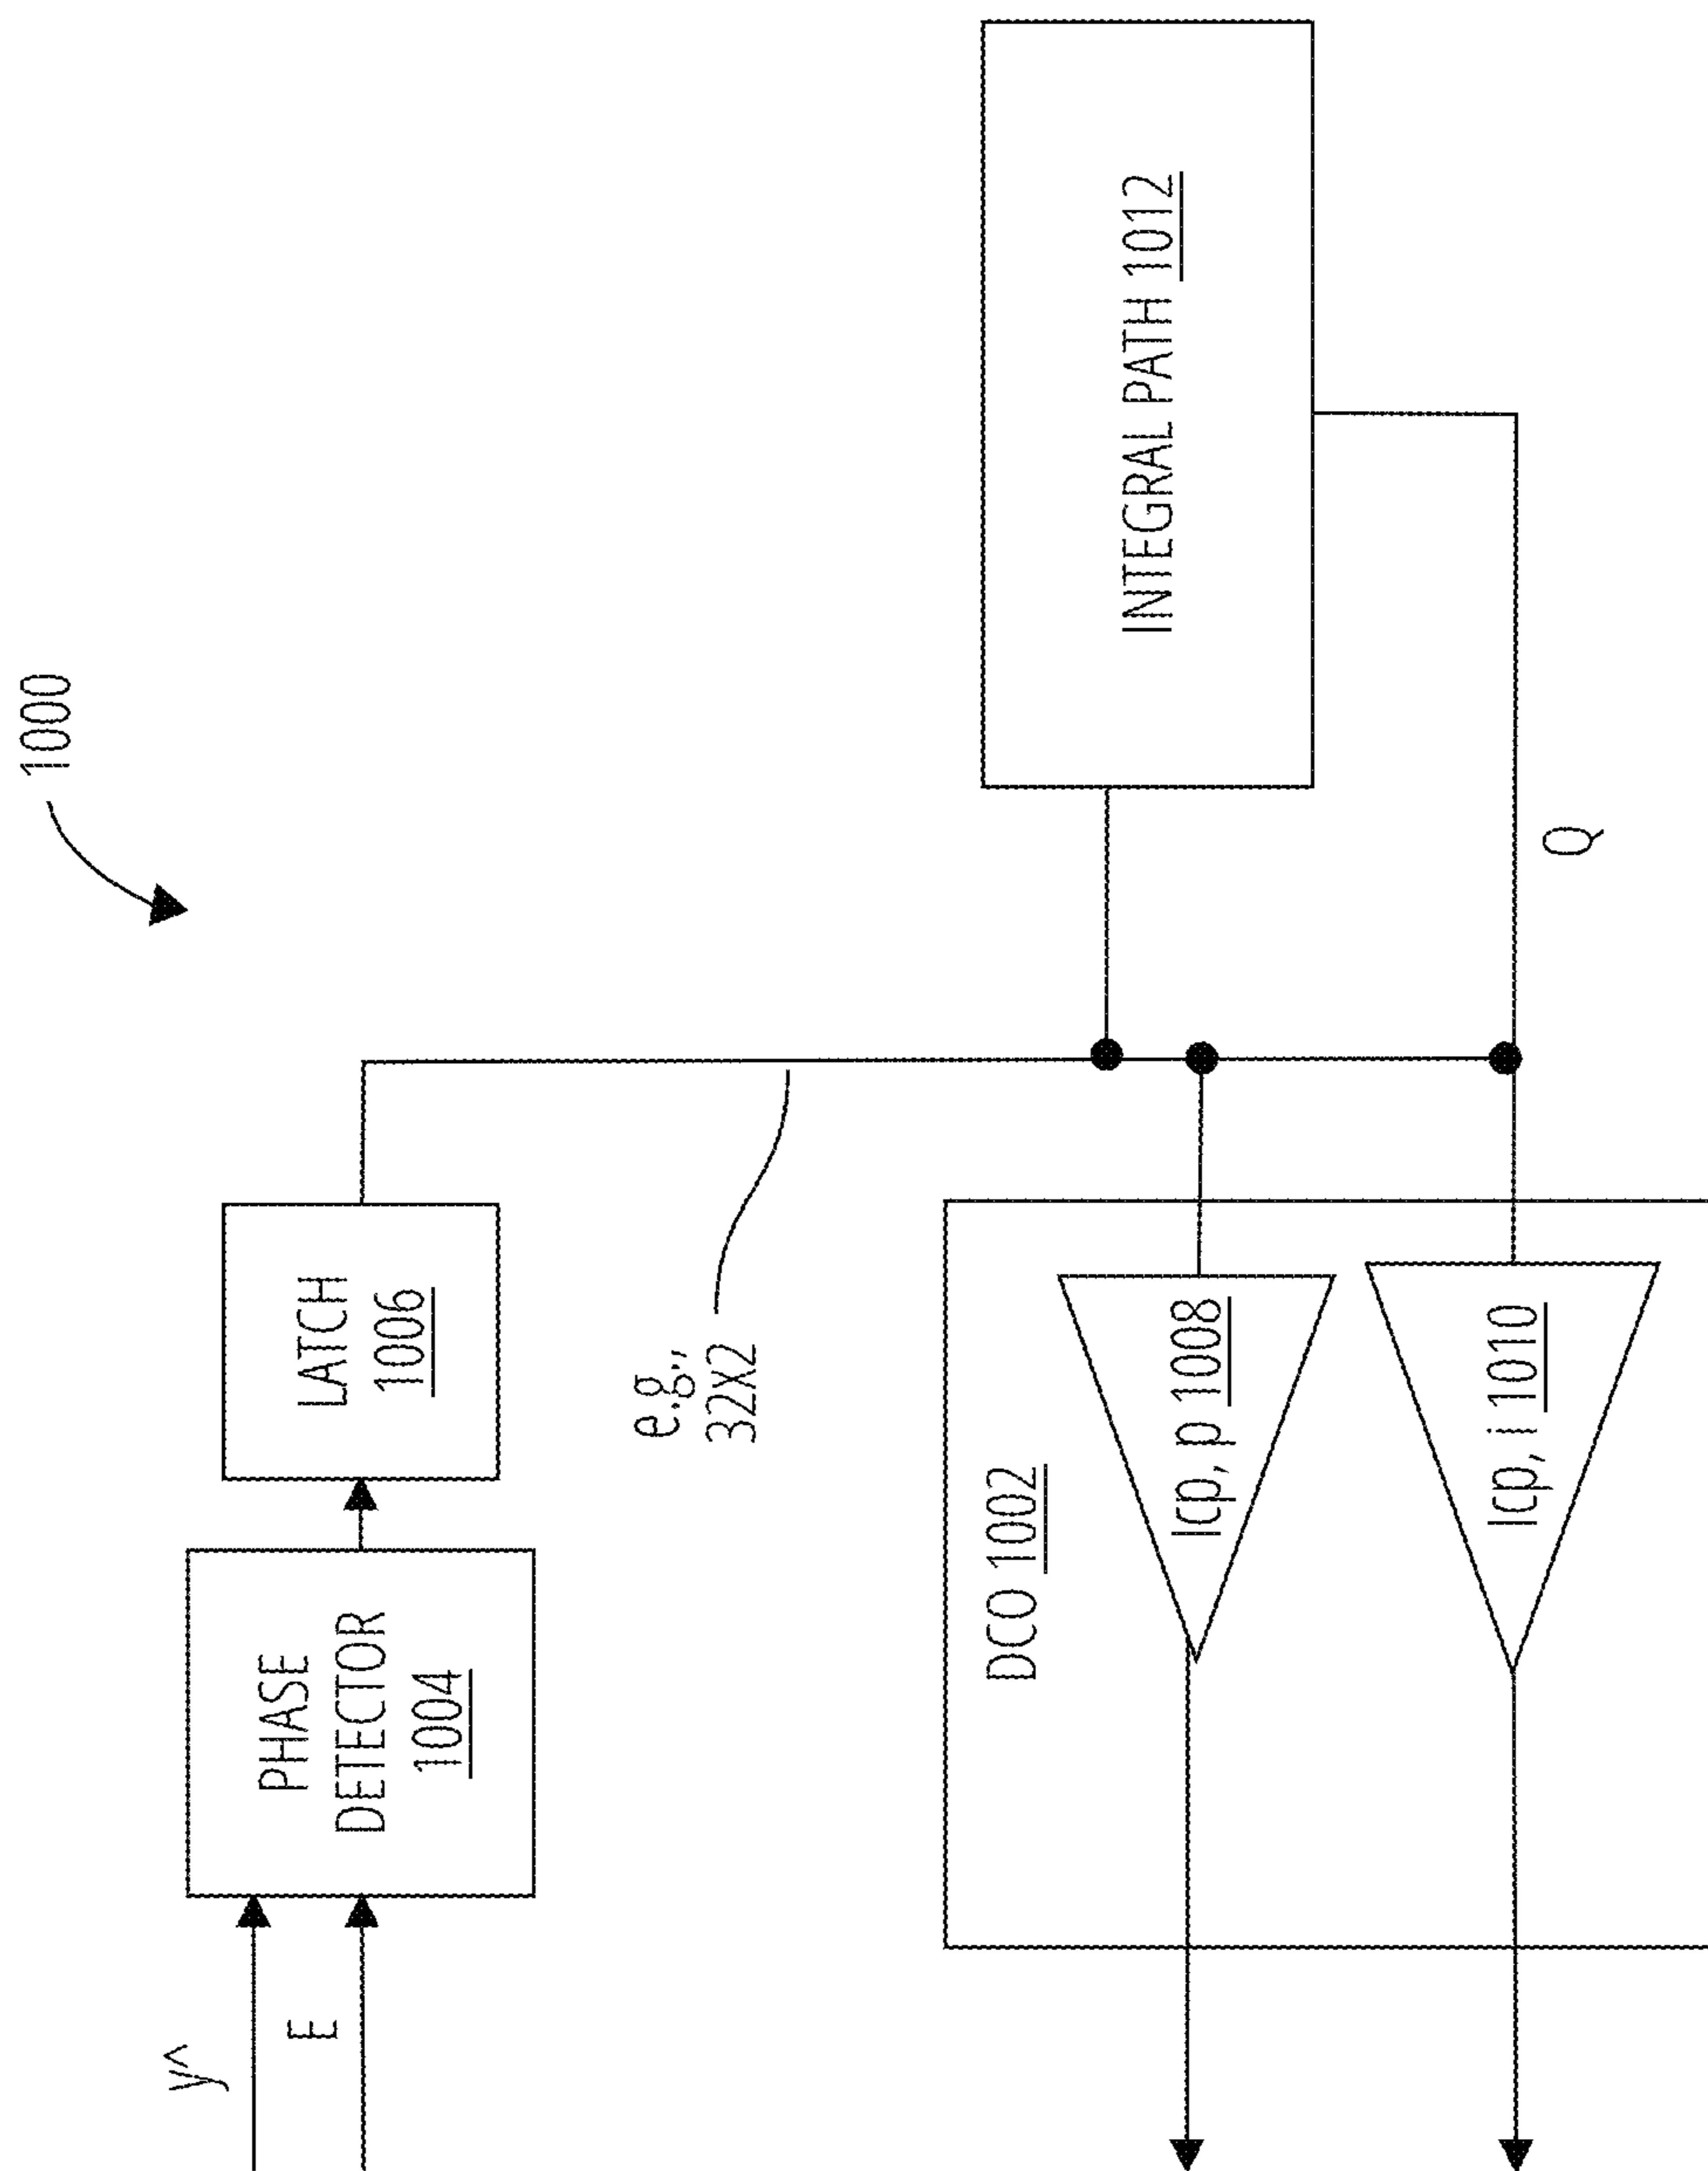 1000
y^
E
PHASE
DETECTOR
1004
LATCH
1006
e.g.,
32X2
INTEGRAL PATH 1012
DCO 1002
Icp, p 1008
Icp, i 1010
Q